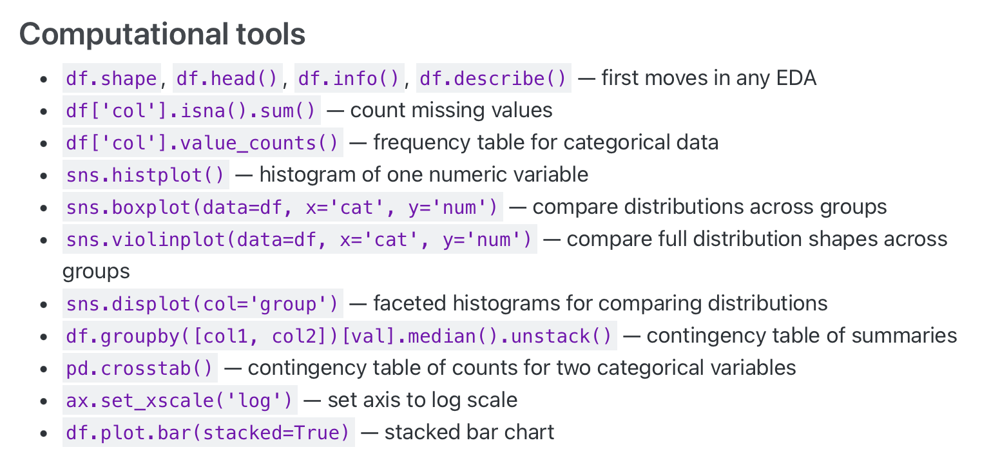 Computational tools
• df.shape, df.head(), df.info(), df.describe() — first moves in any EDA
• df['col'].isna().sum() — count missing values
• df['col'].value_counts() — frequency table for categorical data
• sns.histplot() — histogram of one numeric variable
• sns.boxplot(data=df, x='cat', y='num') — compare distributions across groups
• sns.violinplot(data=df, x='cat', y='num') — compare full distribution shapes across
groups
• sns.displot(col='group') — faceted histograms for comparing distributions
• df.groupby([col1, col2])[val].median().unstack() — contingency table of summaries
• pd.crosstab() — contingency table of counts for two categorical variables
• ax.set_xscale('log') — set axis to log scale
• df.plot.bar(stacked=True) — stacked bar chart